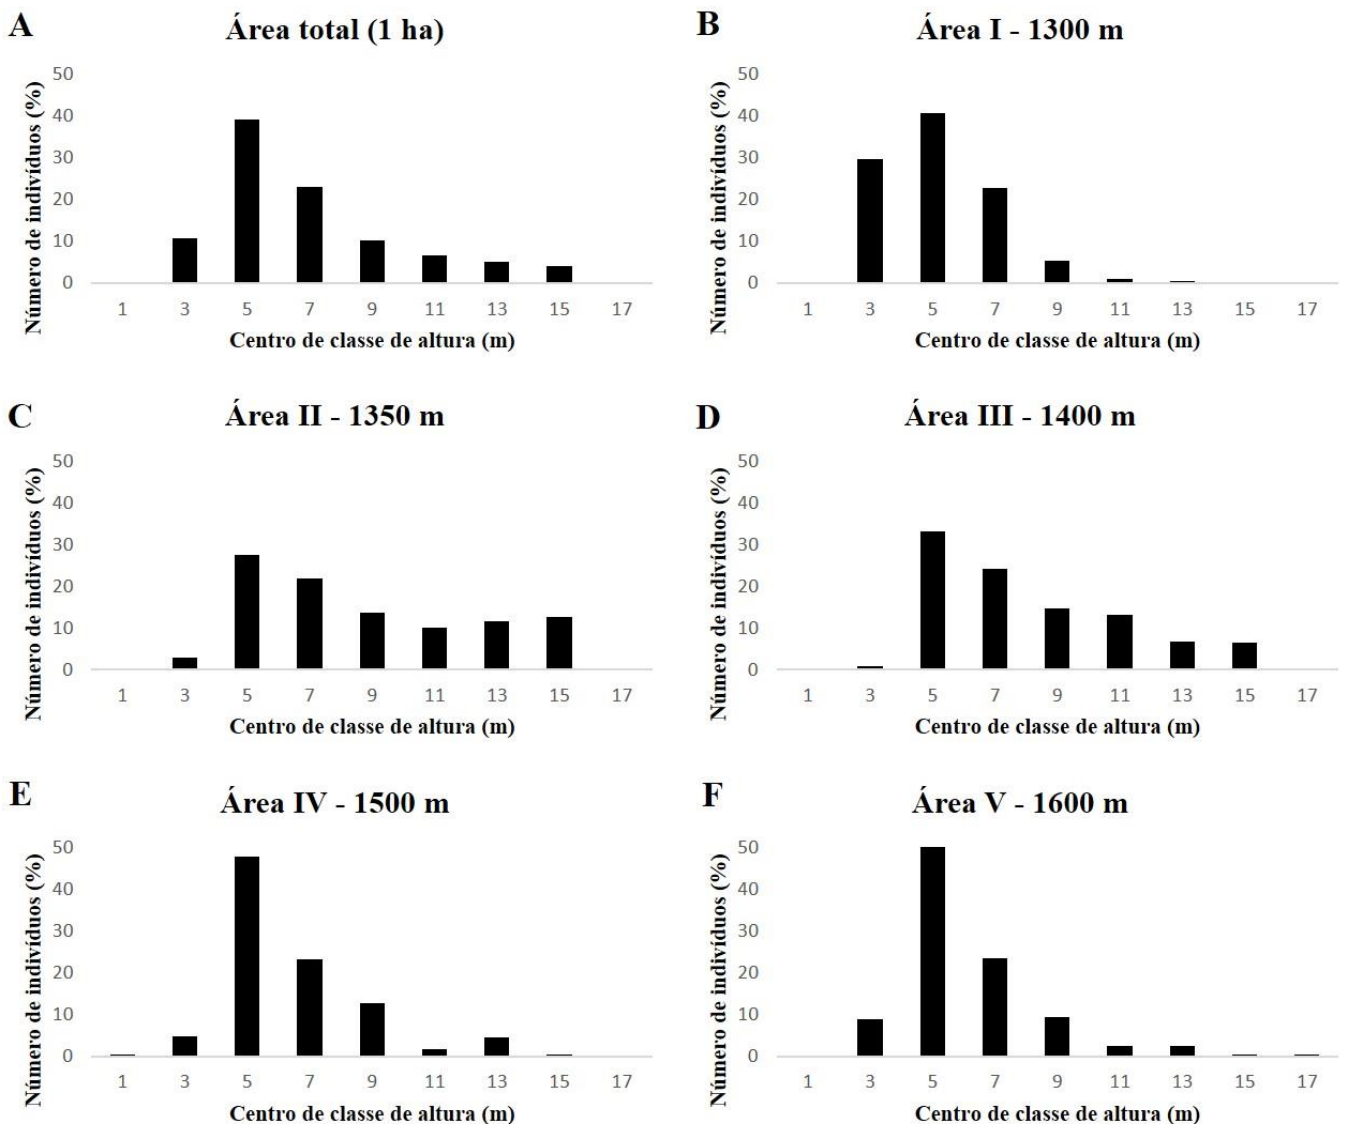 A
Área total (1 ha)
Número de indivíduos (%)
50
40
30
20
10
0
1 3 5 7 9 11 13 15 17
Centro de classe de altura (m)
B
Área I - 1300 m
Número de indivíduos (%)
50
40
30
20
10
0
1 3 5 7 9 11 13 15 17
Centro de classe de altura (m)
C
Área II - 1350 m
Número de indivíduos (%)
50
40
30
20
10
0
1 3 5 7 9 11 13 15 17
Centro de classe de altura (m)
D
Área III - 1400 m
Número de indivíduos (%)
50
40
30
20
10
0
1 3 5 7 9 11 13 15 17
Centro de classe de altura (m)
E
Área IV - 1500 m
Número de indivíduos (%)
50
40
30
20
10
0
1 3 5 7 9 11 13 15 17
Centro de classe de altura (m)
F
Área V - 1600 m
Número de indivíduos (%)
50
40
30
20
10
0
1 3 5 7 9 11 13 15 17
Centro de classe de altura (m)